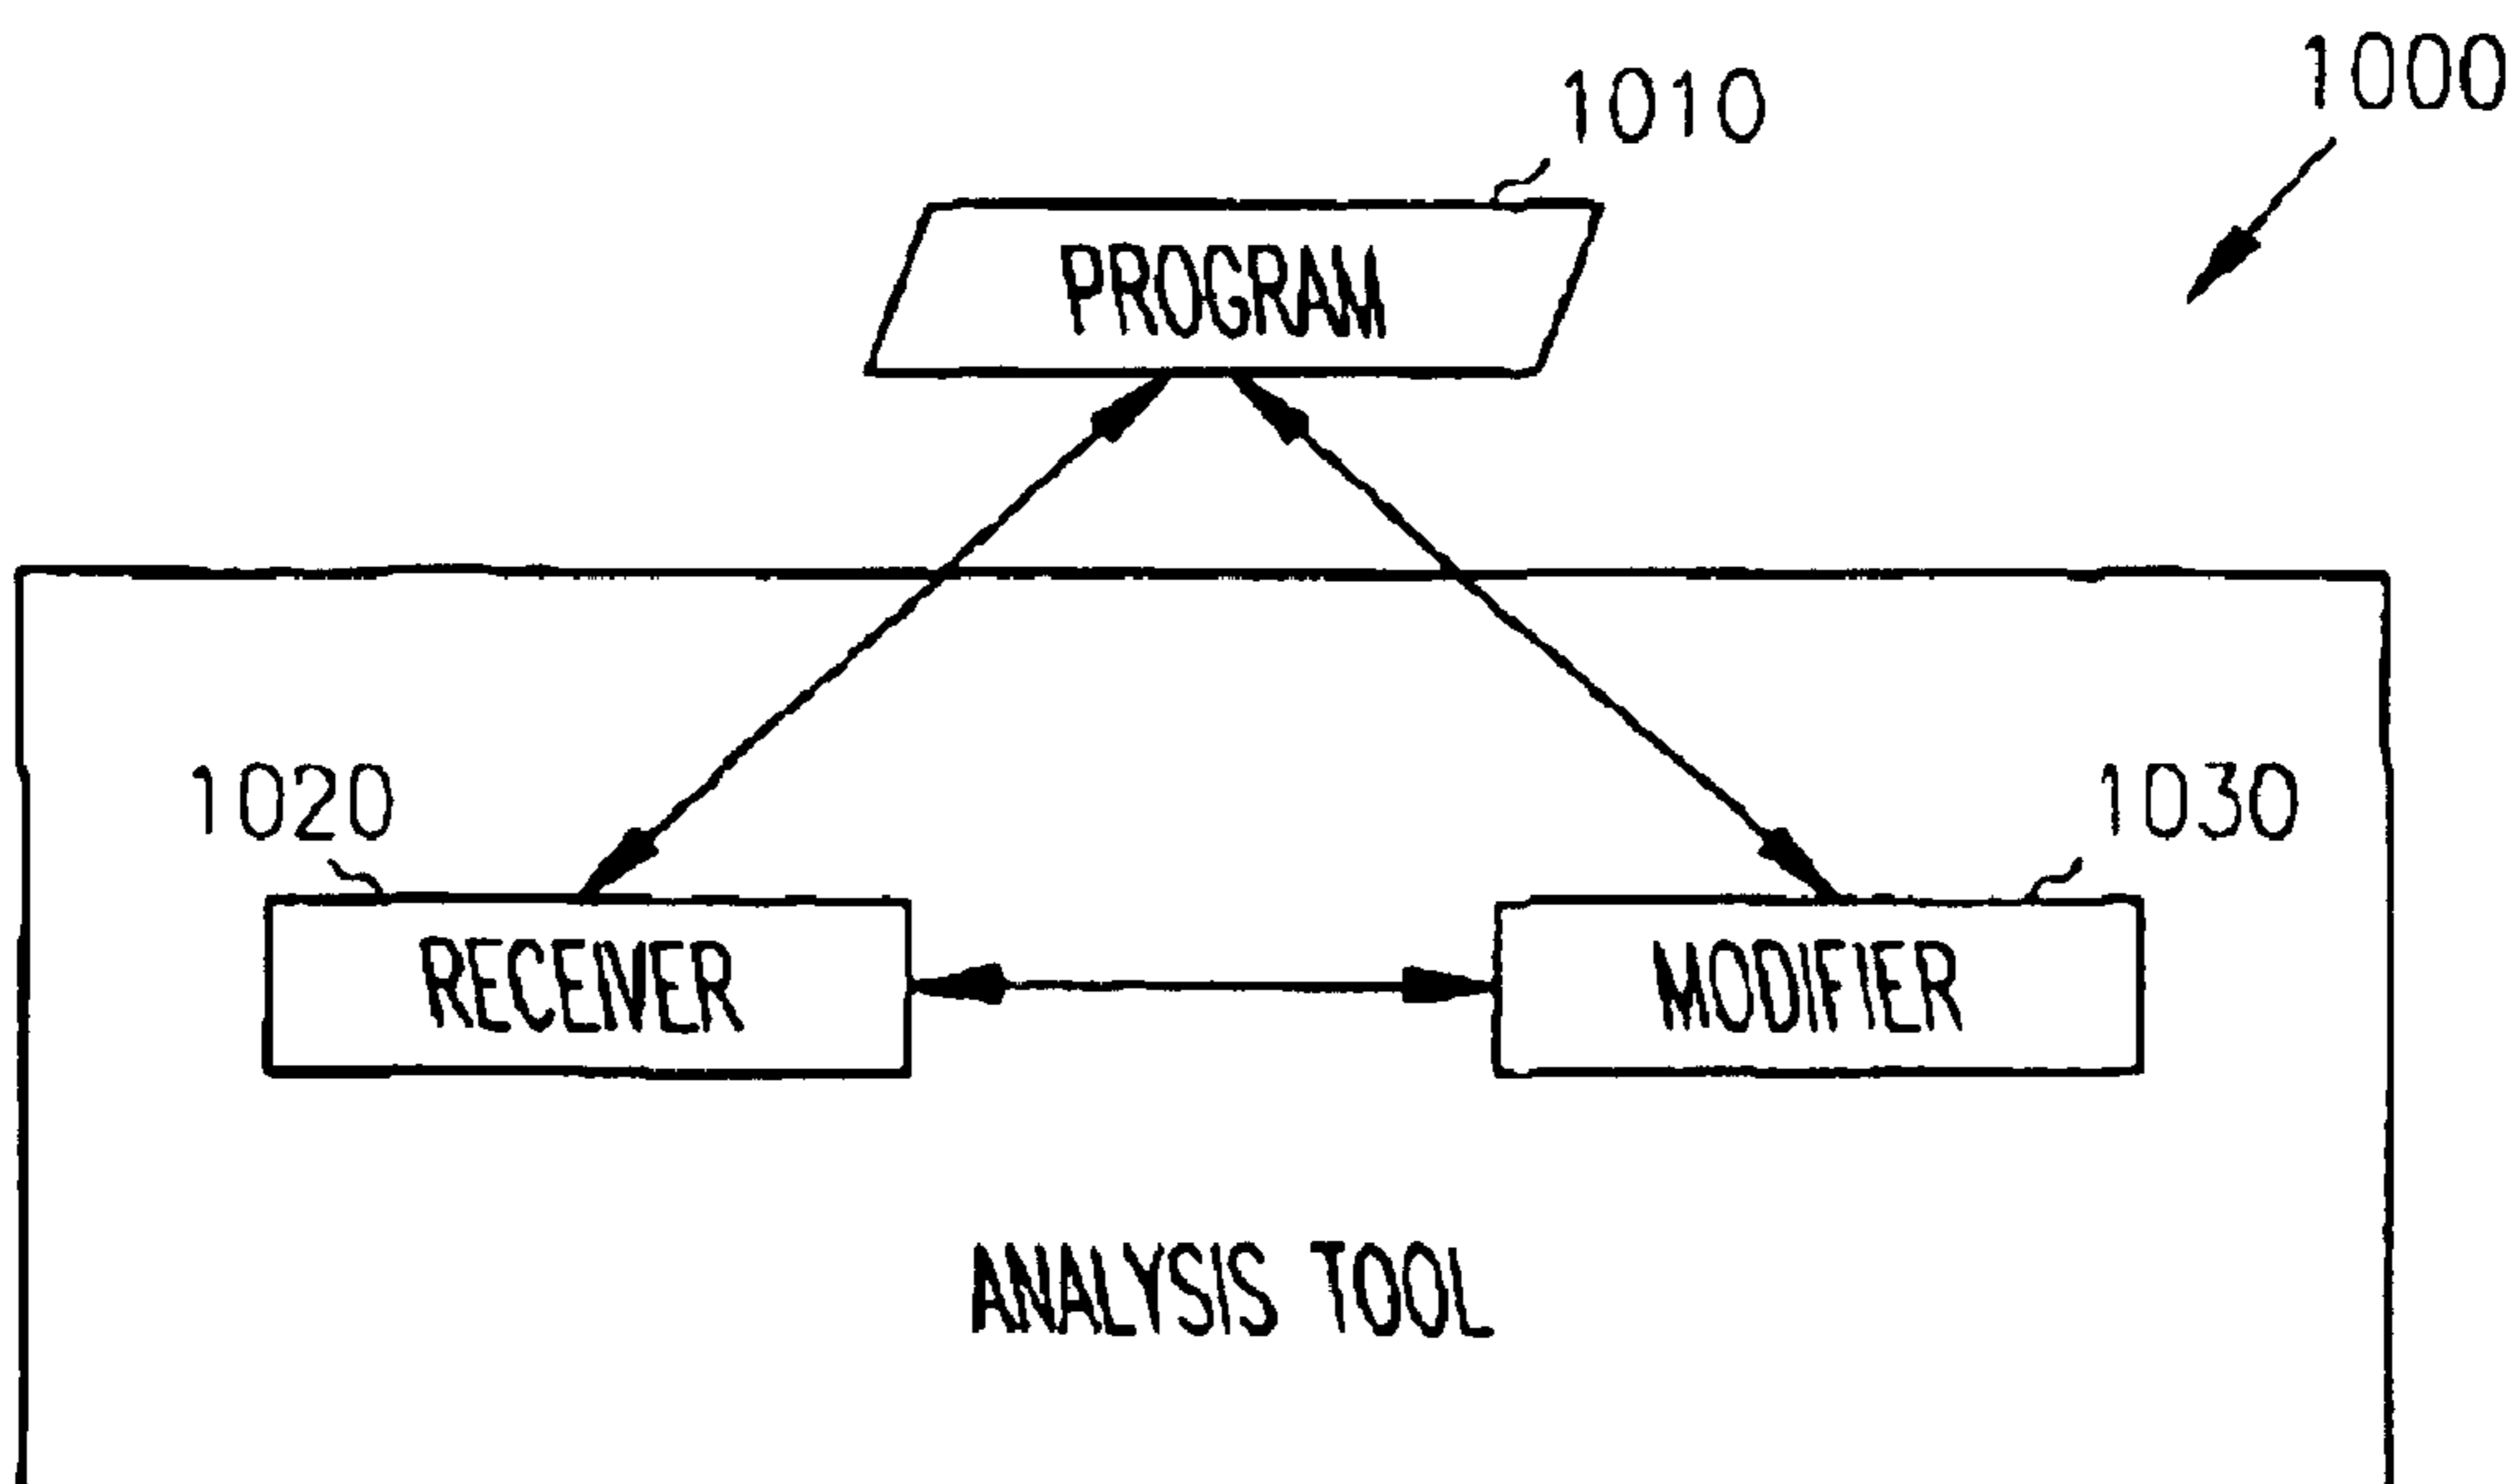 1000
1010
PROGRAM
1020
1030
RECEIVER
MODIFIER
ANALYSIS TOOL